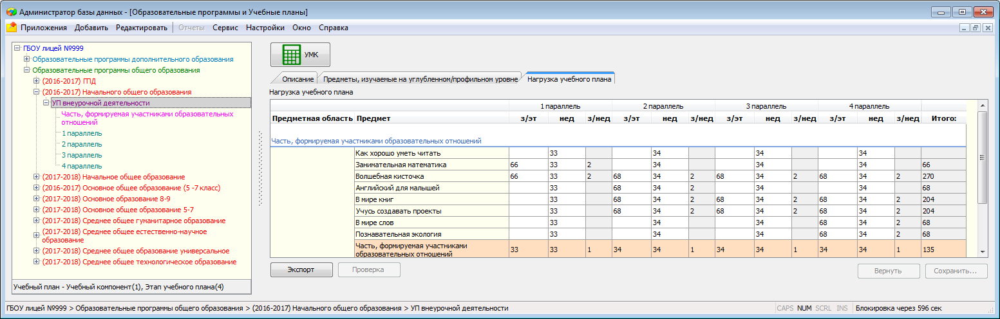 Администратор базы данных - [Образовательные программы и Учебные планы]
Приложения Добавить Редактировать Отчеты Сервис Настройки Окно Справка
ГБОУ лицей №999
Образовательные программы дополнительного образования
Образовательные программы общего образования
(2016-2017) ГПД
(2016-2017) Начального общего образования
УП внеурочной деятельности
Часть, формируемая участниками образовательных
отношений
1 параллель
2 параллель
3 параллель
4 параллель
(2017-2018) Начальное общее образование
(2016-2017) Основное общее образование (5 -7 класс)
(2017-2018) Основное образование 8-9
(2017-2018) Основное общее образование 5-7
(2017-2018) Среднее общее гуманитарное образование
(2017-2018) Среднее общее естественно-научное
образование
(2017-2018) Среднее общее образование универсальное
(2017-2018) Среднее общее технологическое образование
Учебный план - Учебный компонент(1), Этап учебного плана(4)
УМК
Описание Предметы, изучаемые на углубленном/профильном уровне Нагрузка учебного плана
Нагрузка учебного плана
1 параллель 2 параллель 3 параллель 4 параллель
Предметная область Предмет з/эт нед з/нед з/эт нед з/нед з/эт нед з/нед з/эт нед з/нед Итого:
Часть, формируемая участниками образовательных отношений
Как хорошо уметь читать 33 34 34 34
Занимательная математика 66 33 2 34 34 34 66
Волшебная кисточка 66 33 2 68 34 2 68 34 2 68 34 2 270
Английский для малышей 33 68 34 2 34 34 68
В мире книг 33 68 34 2 68 34 2 68 34 2 204
Учусь создавать проекты 33 68 34 2 68 34 2 68 34 2 204
В мире слов 33 34 34 68 34 2 68
Познавательная экология 33 34 34 68 34 2 68
Часть, формируемая участниками
образовательных отношений 33 33 1 34 34 1 34 34 1 34 34 1 135
Экспорт Проверка Вернуть Сохранить...
ГБОУ лицей №999 > Образовательные программы общего образования > (2016-2017) Начального общего образования > УП внеурочной деятельности CAPS NUM SCRL INS Блокировка через 596 сек